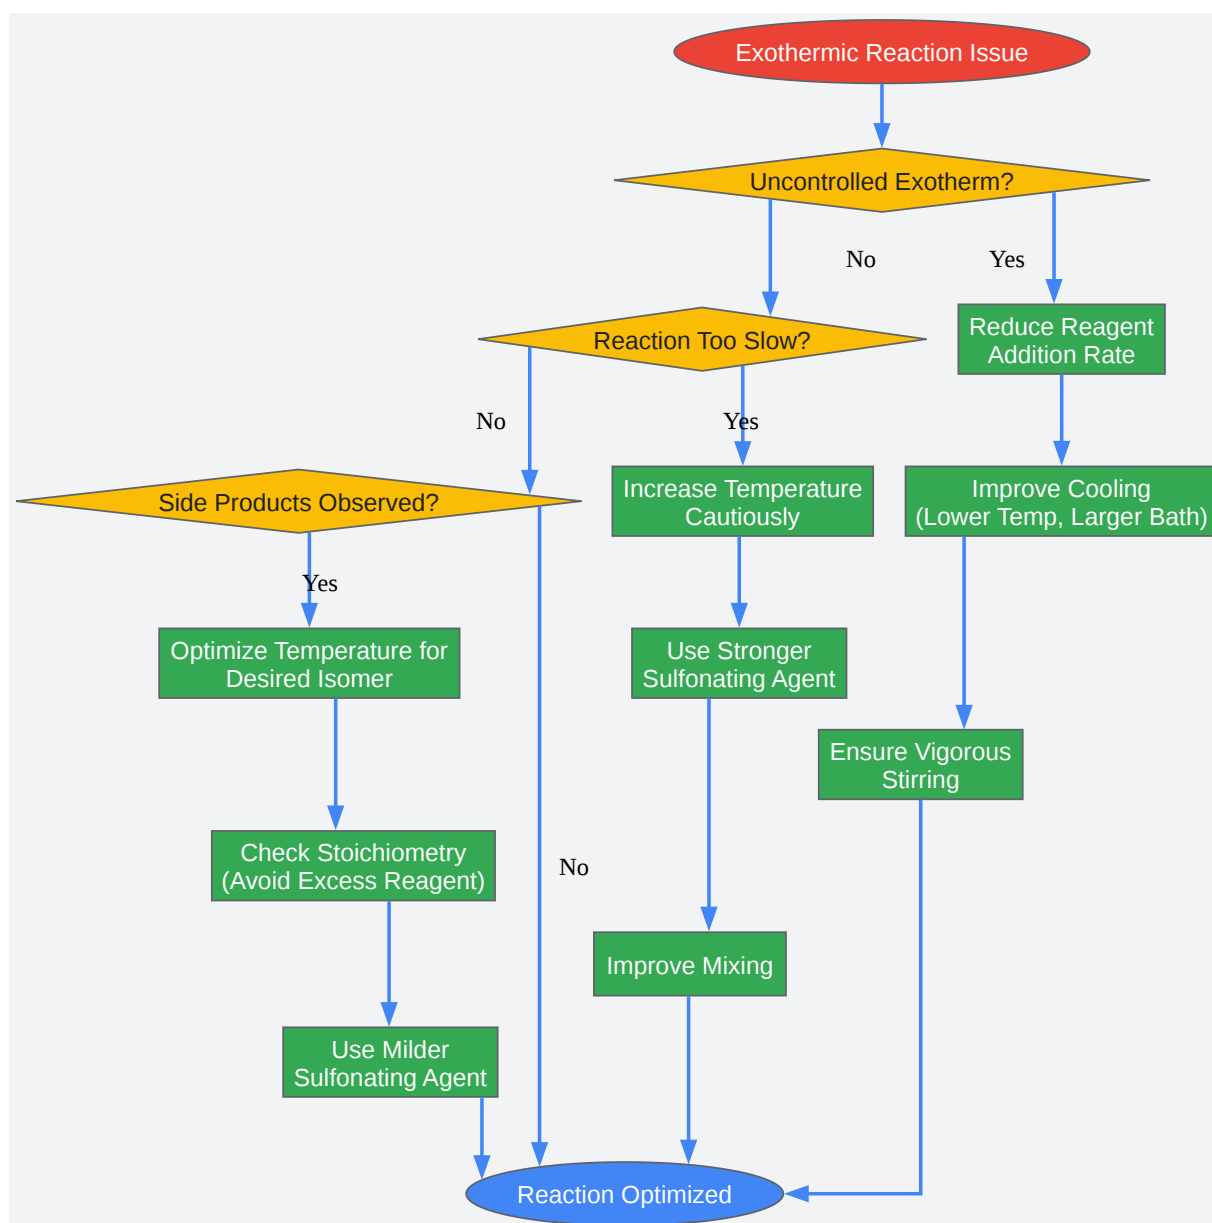 Exothermic Reaction Issue
Uncontrolled Exotherm?
No
Yes
Reaction Too Slow?
Reduce Reagent
Addition Rate
No
Yes
Side Products Observed?
Increase Temperature
Cautiously
Improve Cooling
(Lower Temp, Larger Bath)
Yes
Optimize Temperature for
Desired Isomer
Use Stronger
Sulfonating Agent
Ensure Vigorous
Stirring
Check Stoichiometry
(Avoid Excess Reagent)
No
Improve Mixing
Use Milder
Sulfonating Agent
Reaction Optimized